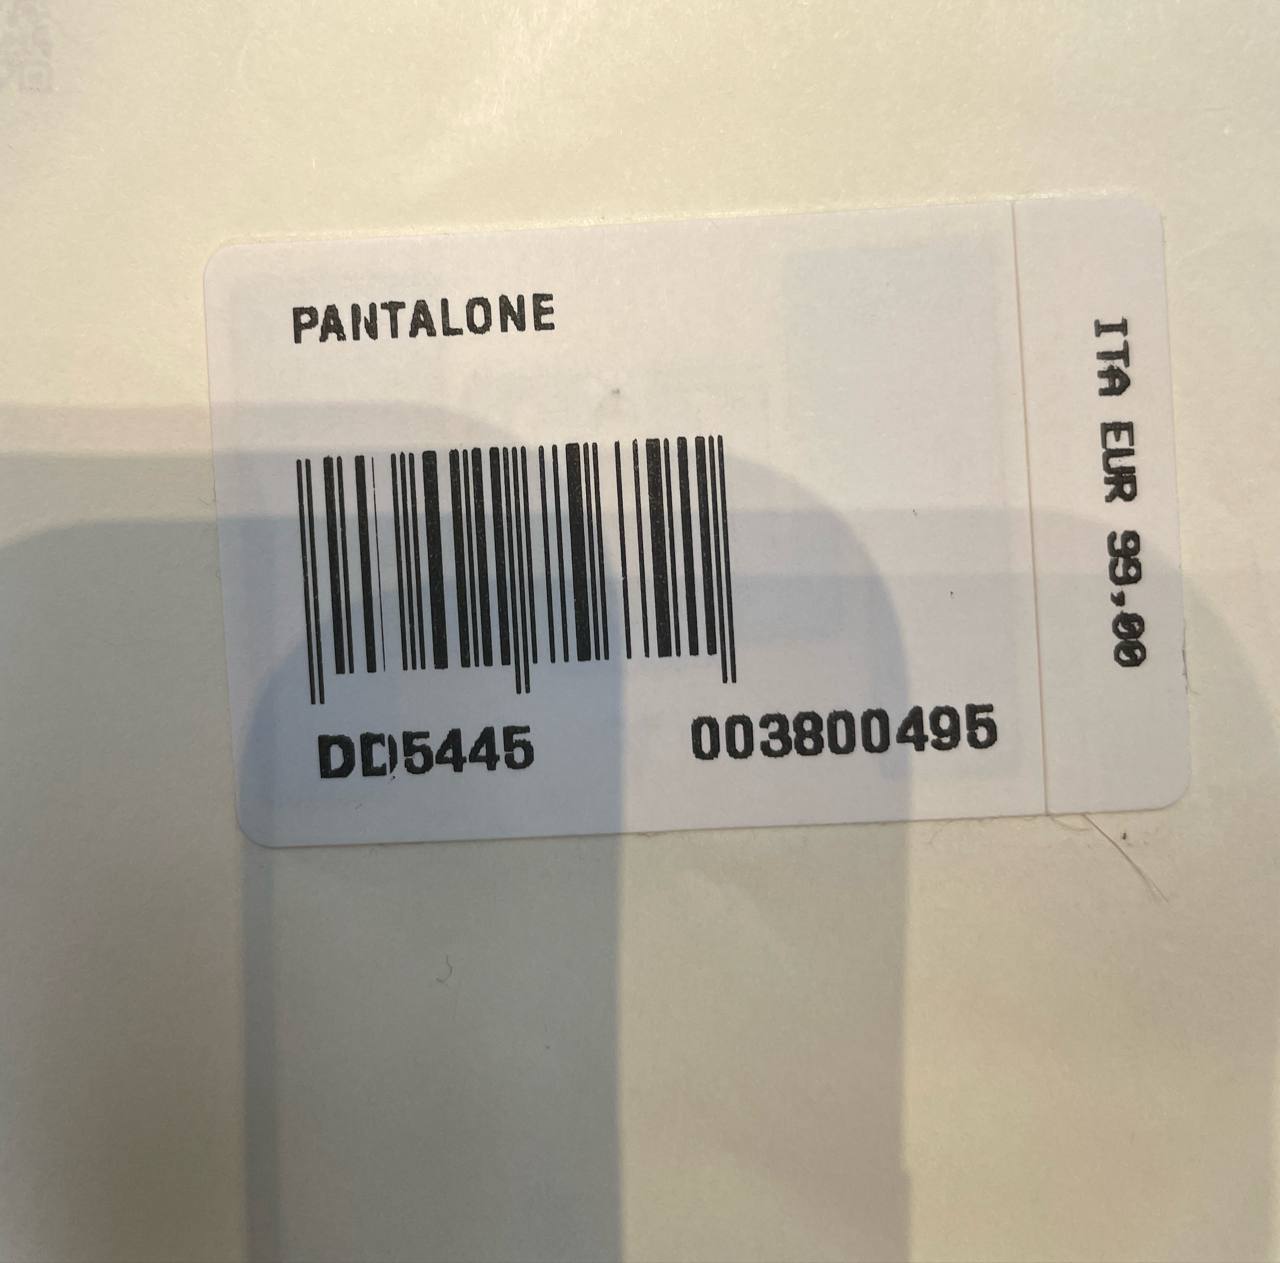 PANTALONE
DD5445 003800495
ITA EUR 99,00